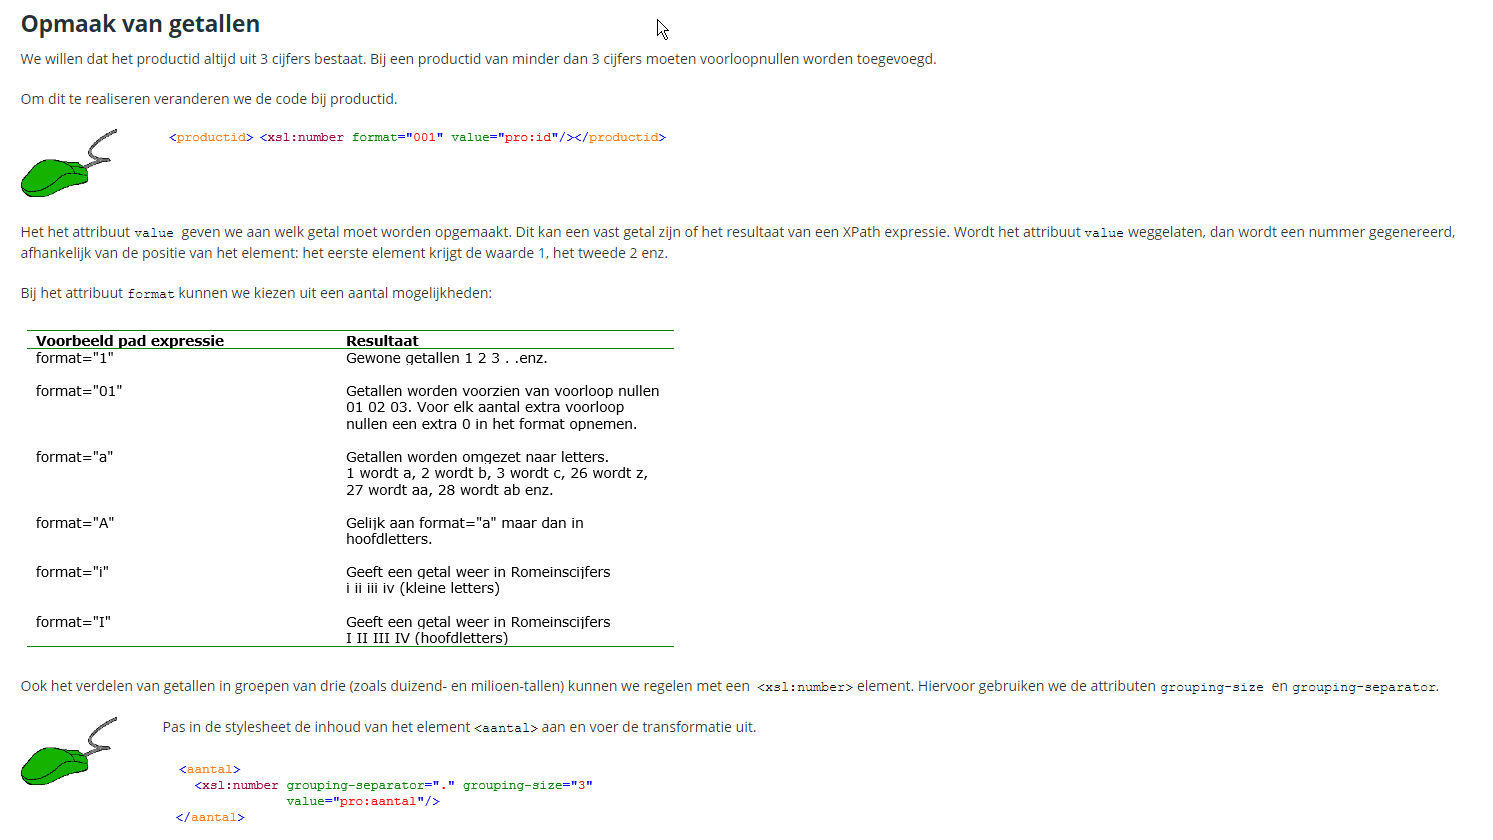 Opmaak van getallen
We willen dat het productid altijd uit 3 cijfers bestaat. Bij een productid van minder dan 3 cijfers moeten voorloopnullen worden toegevoegd.
Om dit te realiseren veranderen we de code bij productid.
<productid> <xsl:number format="001" value="pro:id"/></productid>
Het het attribuut value geven we aan welk getal moet worden opgemaakt. Dit kan een vast getal zijn of het resultaat van een XPath expressie. Wordt het attribuut value weggelaten, dan wordt een nummer gegenereerd,
afhankelijk van de positie van het element: het eerste element krijgt de waarde 1, het tweede 2 enz.
Bij het attribuut format kunnen we kiezen uit een aantal mogelijkheden:
Voorbeeld pad expressie Resultaat
format="1" Gewone getallen 1 2 3 . .enz.
format="01" Getallen worden voorzien van voorloop nullen
01 02 03. Voor elk aantal extra voorloop
nullen een extra 0 in het format opnemen.
format="a" Getallen worden omgezet naar letters.
1 wordt a, 2 wordt b, 3 wordt c, 26 wordt z,
27 wordt aa, 28 wordt ab enz.
format="A" Gelijk aan format="a" maar dan in
hoofdletters.
format="i" Geeft een getal weer in Romeinscijfers
i ii iii iv (kleine letters)
format="I" Geeft een getal weer in Romeinscijfers
I II III IV (hoofdletters)
Ook het verdelen van getallen in groepen van drie (zoals duizend- en milioen-tallen) kunnen we regelen met een <xsl:number> element. Hiervoor gebruiken we de attributen grouping-size en grouping-separator.
Pas in de stylesheet de inhoud van het element <aantal> aan en voer de transformatie uit.
<aantal>
<xsl:number grouping-separator="." grouping-size="3"
value="pro:aantal"/>
</aantal>